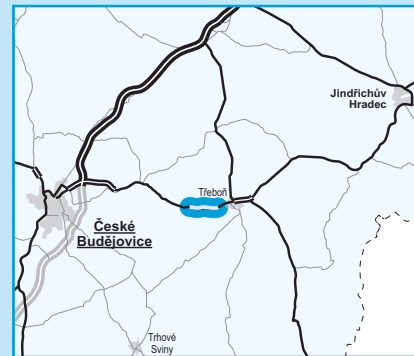 Jindřichův
Hradec
Třeboň
České
Budějovice
Trhové
Sviny